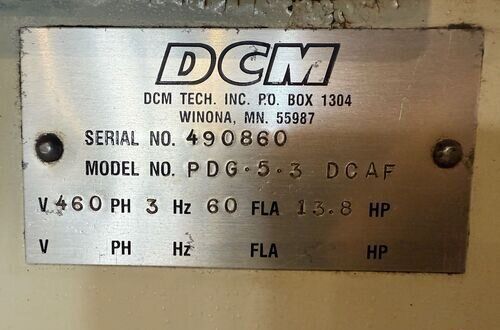 DCM
DCM TECH. INC. P.O. BOX 1304
WINONA, MN. 55987
SERIAL NO. 490860
MODEL NO. PDG·5·3 DCAF
V 460 PH 3 Hz 60 FLA 13.8 HP
V PH Hz FLA HP